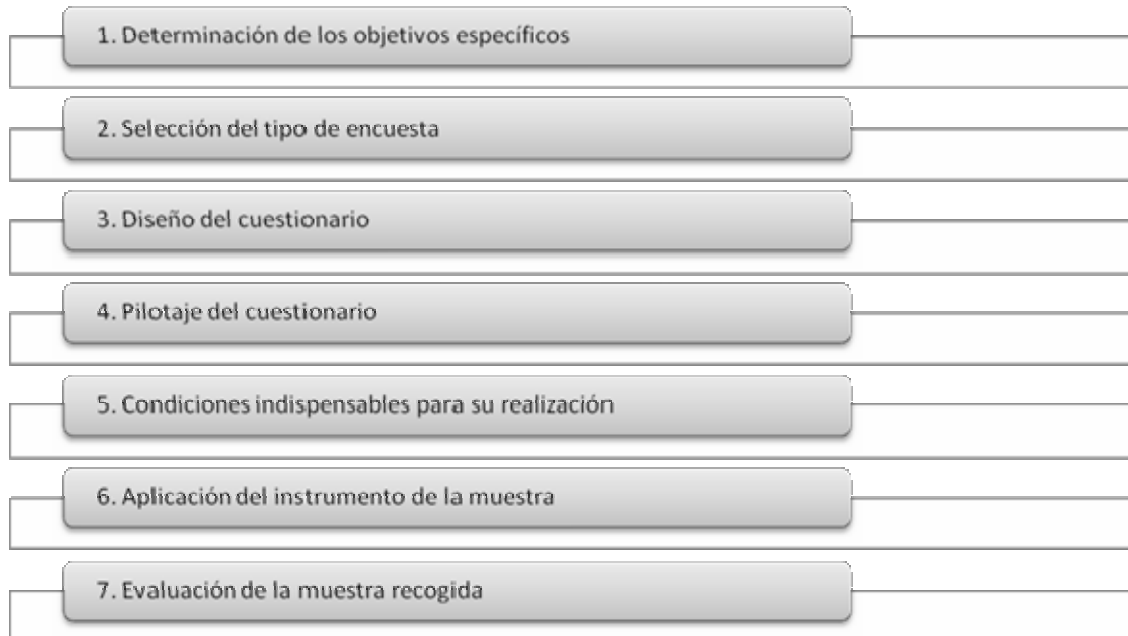 1. Determinación de los objetivos específicos
2. Selección del tipo de encuesta
3. Diseño del cuestionario
4. Pilotaje del cuestionario
5. Condiciones indispensables para su realización
6. Aplicación del instrumento de la muestra
7. Evaluación de la muestra recogida